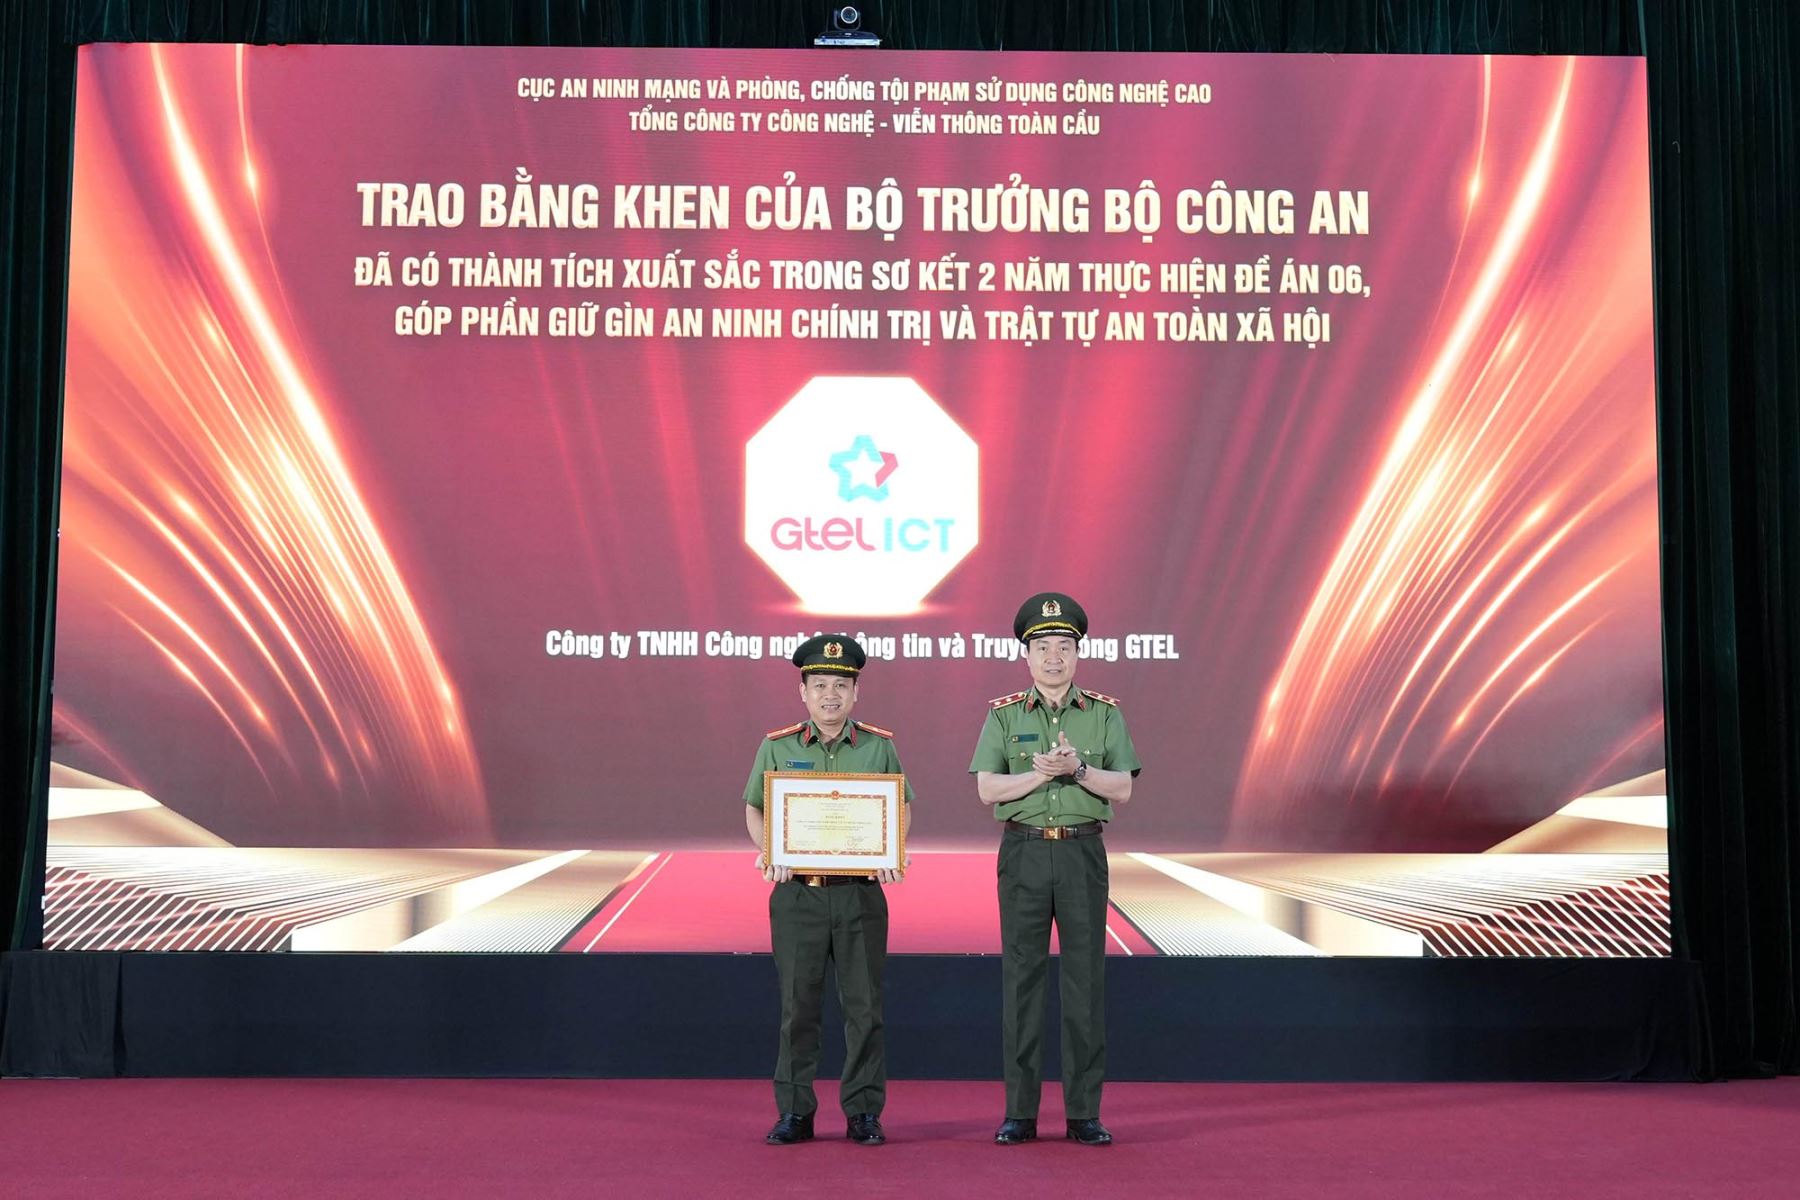 CỤC AN NINH MẠNG VÀ PHÒNG, CHỐNG TỘI PHẠM SỬ DỤNG CÔNG NGHỆ CAO
TỔNG CÔNG TY CÔNG NGHỆ - VIỄN THÔNG TOÀN CẦU
TRAO BẰNG KHEN CỦA BỘ TRƯỞNG BỘ CÔNG AN
ĐÃ CÓ THÀNH TÍCH XUẤT SẮC TRONG SƠ KẾT 2 NĂM THỰC HIỆN ĐỀ ÁN 06,
GÓP PHẦN GIỮ GÌN AN NINH CHÍNH TRỊ VÀ TRẬT TỰ AN TOÀN XÃ HỘI
Gtel ICT
Công ty TNHH Công tin và GTEL